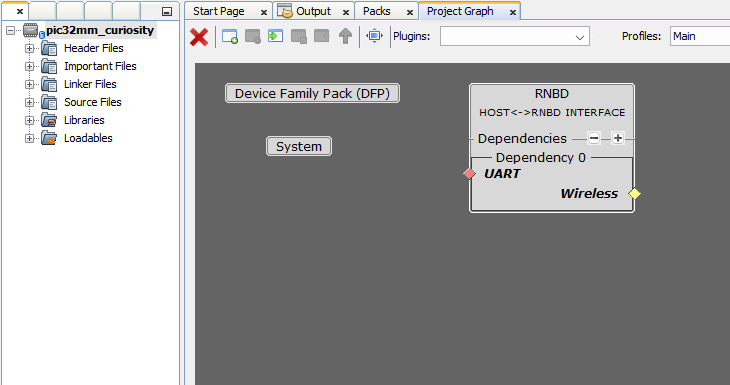 Start Page
Output
Packs
Project Graph
pic32mm_curiosity
Header Files
Important Files
Linker Files
Source Files
Libraries
Loadables
Plugins:
Profiles:
Main
Device Family Pack (DFP)
System
RNBD
HOST<->RNBD INTERFACE
Dependencies
Dependency 0
UART
Wireless